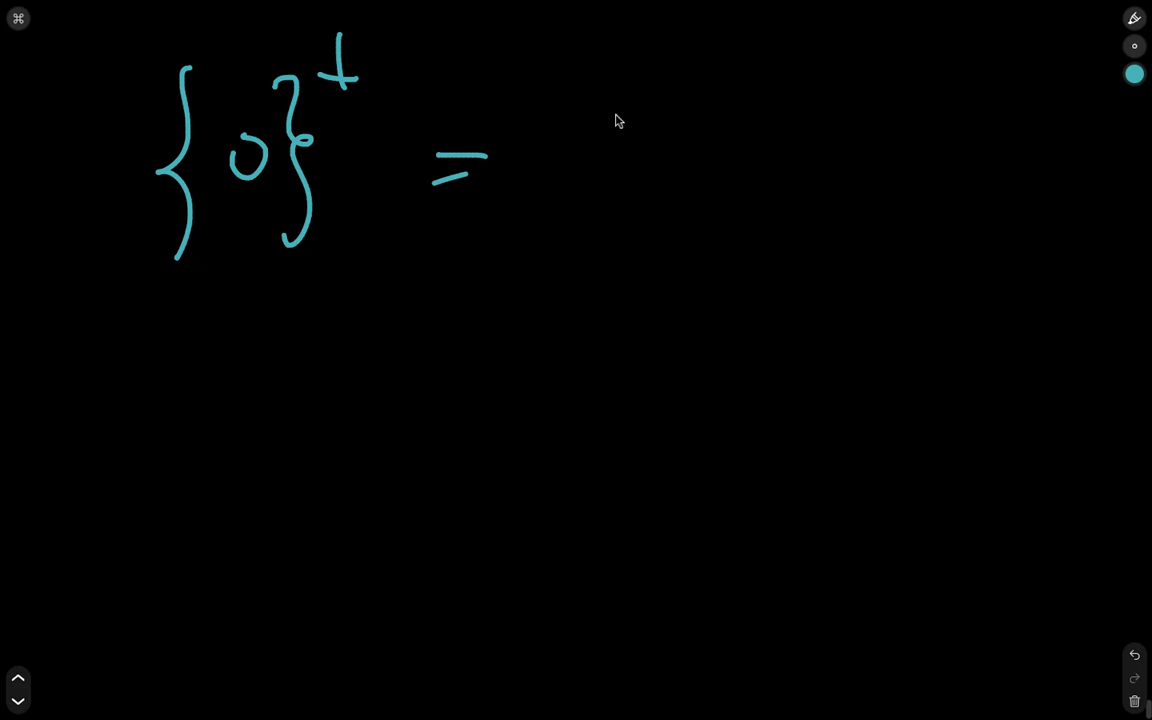 {0}^⊥ =